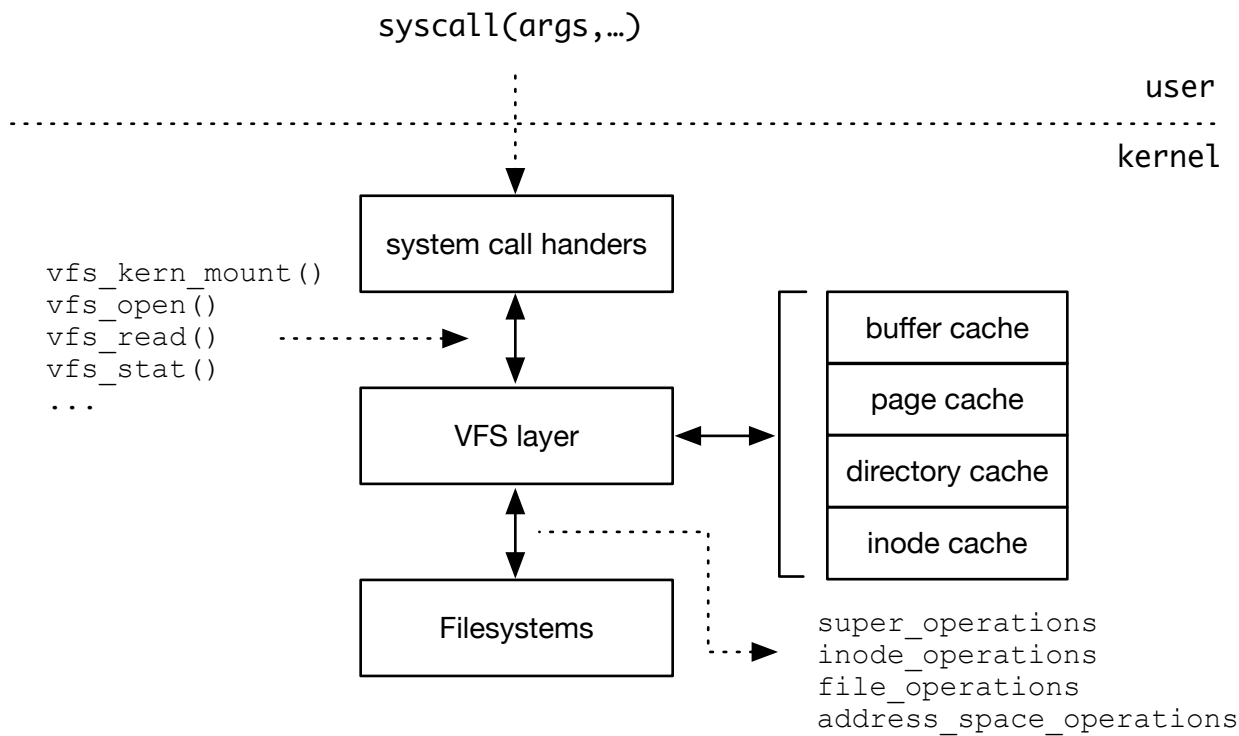 syscall(args,…)
user
kernel
system call handers
vfs_kern_mount()
vfs_open()
vfs_read()
vfs_stat()
...
buffer cache
page cache
directory cache
inode cache
VFS layer
Filesystems
super_operations
inode_operations
file_operations
address_space_operations